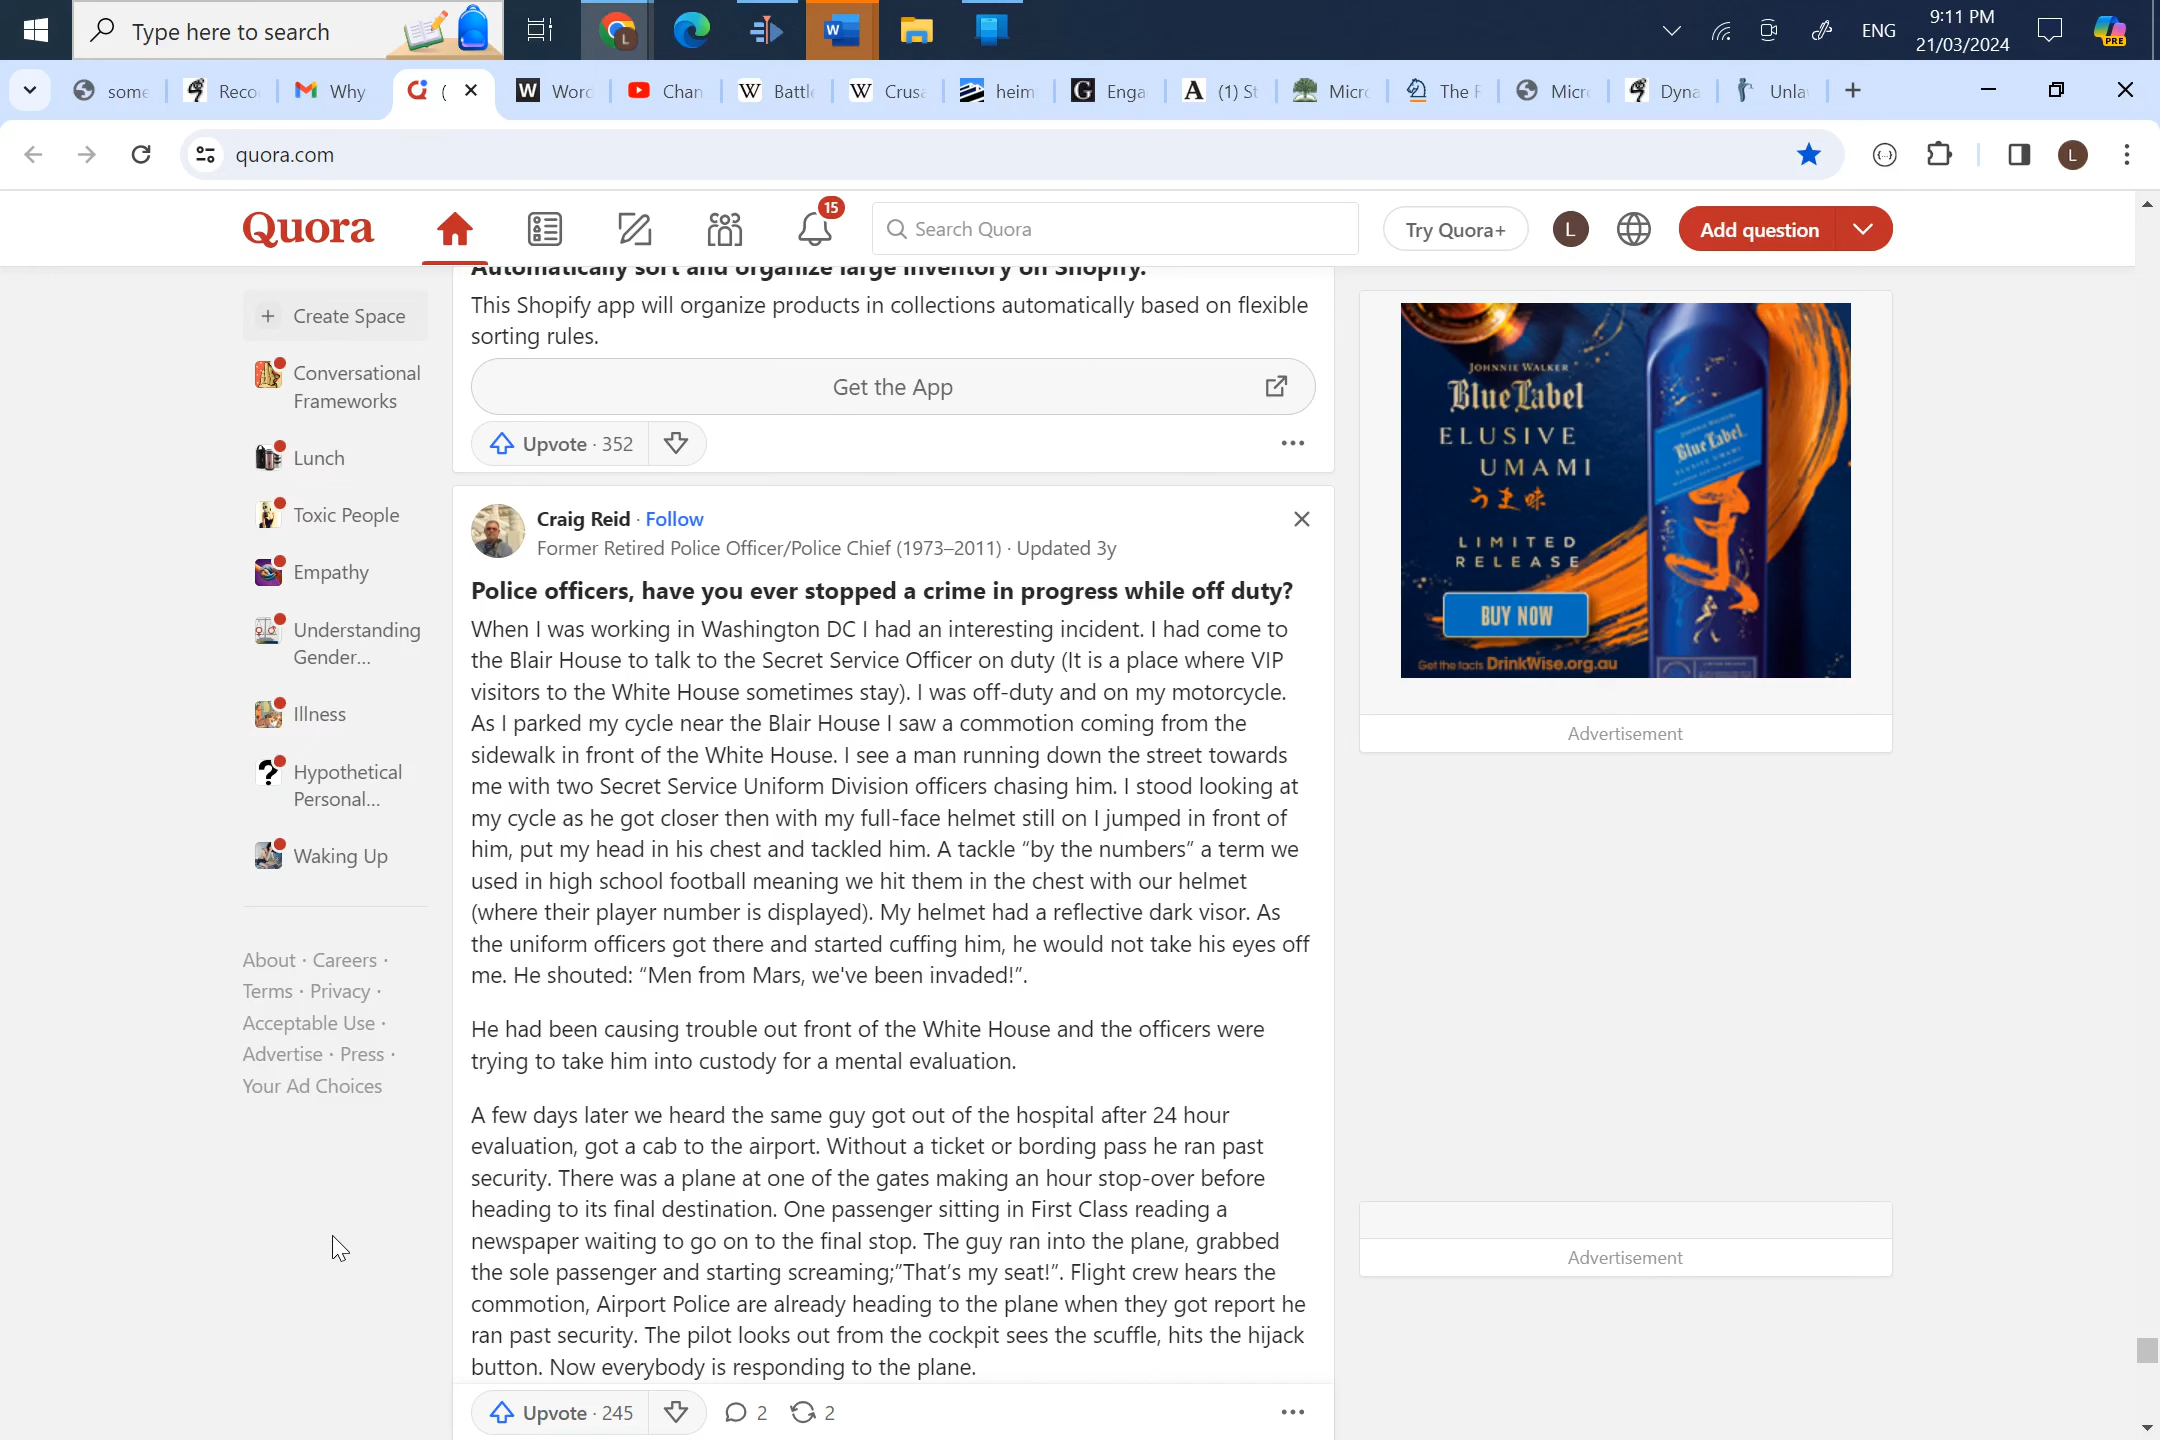 Type here to search
ENG
9:11 PM
21/03/2024
PRE
some
Reco
Why
(
Word
Chan
Battle
Crusa
heim
Enga
(1) St
Micro
The F
Micro
Dyna
Unla
quora.com
L
Quora
15
Search Quora
Try Quora+
L
Add question
Automatically sort and organize large inventory on Shopify.
This Shopify app will organize products in collections automatically based on flexible
sorting rules.
Get the App
Upvote · 352
Create Space
Conversational
Frameworks
Lunch
Toxic People
Empathy
Understanding
Gender...
Illness
Hypothetical
Personal...
Waking Up
About · Careers ·
Terms · Privacy ·
Acceptable Use ·
Advertise · Press ·
Your Ad Choices
Craig Reid · Follow
Former Retired Police Officer/Police Chief (1973–2011) · Updated 3y
Police officers, have you ever stopped a crime in progress while off duty?
When I was working in Washington DC I had an interesting incident. I had come to
the Blair House to talk to the Secret Service Officer on duty (It is a place where VIP
visitors to the White House sometimes stay). I was off-duty and on my motorcycle.
As I parked my cycle near the Blair House I saw a commotion coming from the
sidewalk in front of the White House. I see a man running down the street towards
me with two Secret Service Uniform Division officers chasing him. I stood looking at
my cycle as he got closer then with my full-face helmet still on I jumped in front of
him, put my head in his chest and tackled him. A tackle “by the numbers” a term we
used in high school football meaning we hit them in the chest with our helmet
(where their player number is displayed). My helmet had a reflective dark visor. As
the uniform officers got there and started cuffing him, he would not take his eyes off
me. He shouted: “Men from Mars, we've been invaded!”.
He had been causing trouble out front of the White House and the officers were
trying to take him into custody for a mental evaluation.
A few days later we heard the same guy got out of the hospital after 24 hour
evaluation, got a cab to the airport. Without a ticket or bording pass he ran past
security. There was a plane at one of the gates making an hour stop-over before
heading to its final destination. One passenger sitting in First Class reading a
newspaper waiting to go on to the final stop. The guy ran into the plane, grabbed
the sole passenger and starting screaming;”That’s my seat!”. Flight crew hears the
commotion, Airport Police are already heading to the plane when they got report he
ran past security. The pilot looks out from the cockpit sees the scuffle, hits the hijack
button. Now everybody is responding to the plane.
Upvote · 245
2
2
JOHNNIE WALKER
Blue Label
ELUSIVE
UMAMI
うま味
LIMITED
RELEASE
BUY NOW
Get the facts DrinkWise.org.au
Blue Label
Advertisement
Advertisement